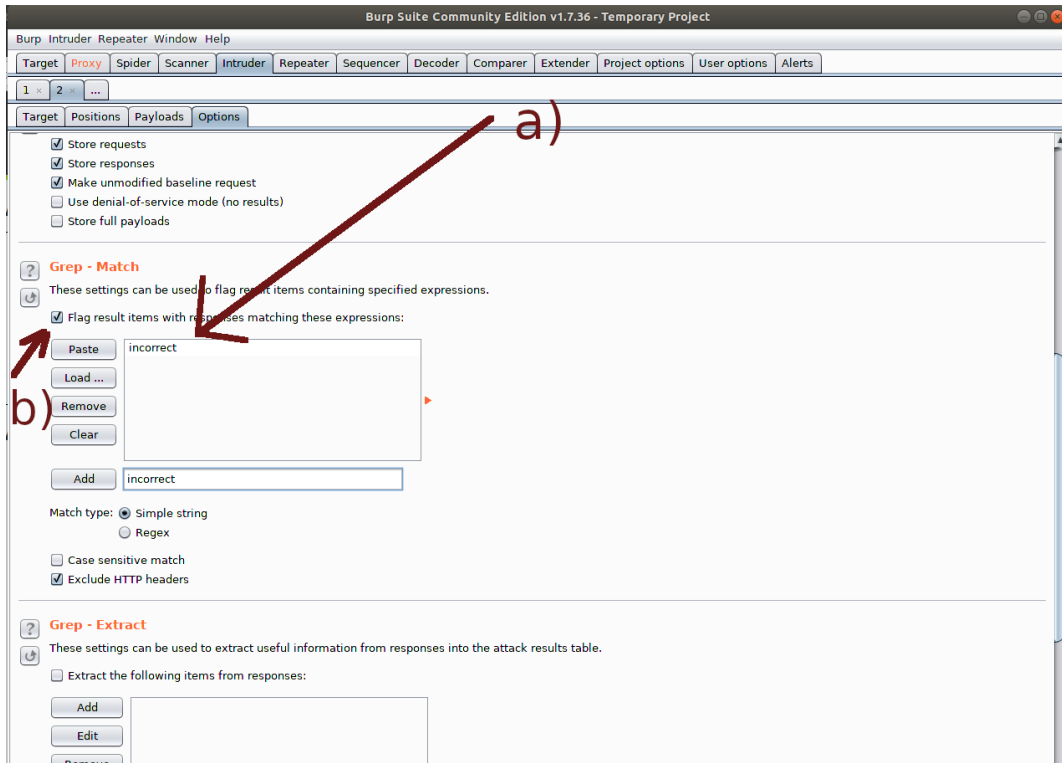 Burp Suite Community Edition v1.7.36 - Temporary Project
Burp Intruder Repeater Window Help
Target Proxy Spider Scanner Intruder Repeater Sequencer Decoder Comparer Extender Project options User options Alerts
1 × 2 × ...
Target Positions Payloads Options
a)
Store requests
Store responses
Make unmodified baseline request
Use denial-of-service mode (no results)
Store full payloads
? Grep - Match
These settings can be used to flag result items containing specified expressions.
Flag result items with responses matching these expressions:
Paste incorrect
Load ...
b)
Remove
Clear
Add incorrect
Match type: Simple string
Regex
Case sensitive match
Exclude HTTP headers
? Grep - Extract
These settings can be used to extract useful information from responses into the attack results table.
Extract the following items from responses:
Add
Edit
Remove